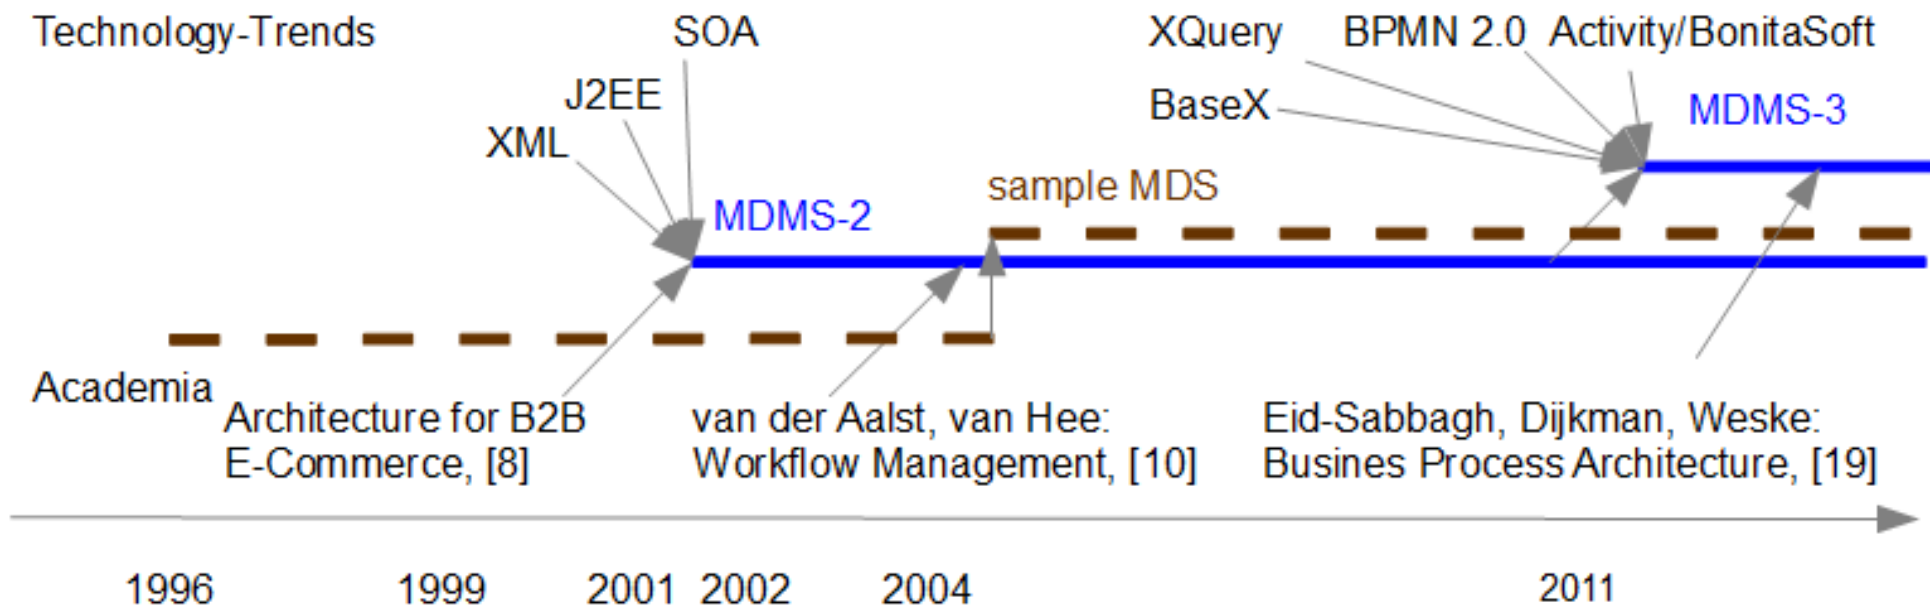 Technology-Trends
SOA
XQuery
BPMN 2.0
Activity/BonitaSoft
J2EE
BaseX
MDMS-3
XML
sample MDS
MDMS-2
Academia
Architecture for B2B
E-Commerce, [8]
van der Aalst, van Hee:
Workflow Management, [10]
Eid-Sabbagh, Dijkman, Weske:
Busines Process Architecture, [19]
1996
1999
2001
2002
2004
2011